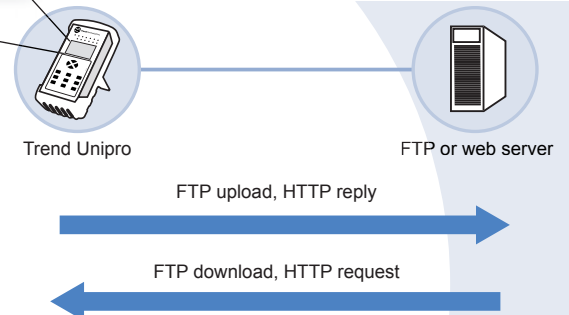 Trend Unipro
FTP or web server
FTP upload, HTTP reply
FTP download, HTTP request